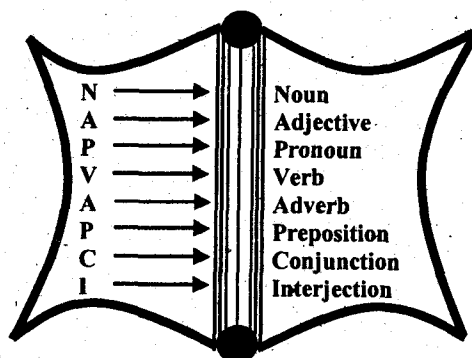 N Noun
A Adjective
P Pronoun
V Verb
A Adverb
P Preposition
C Conjunction
I Interjection